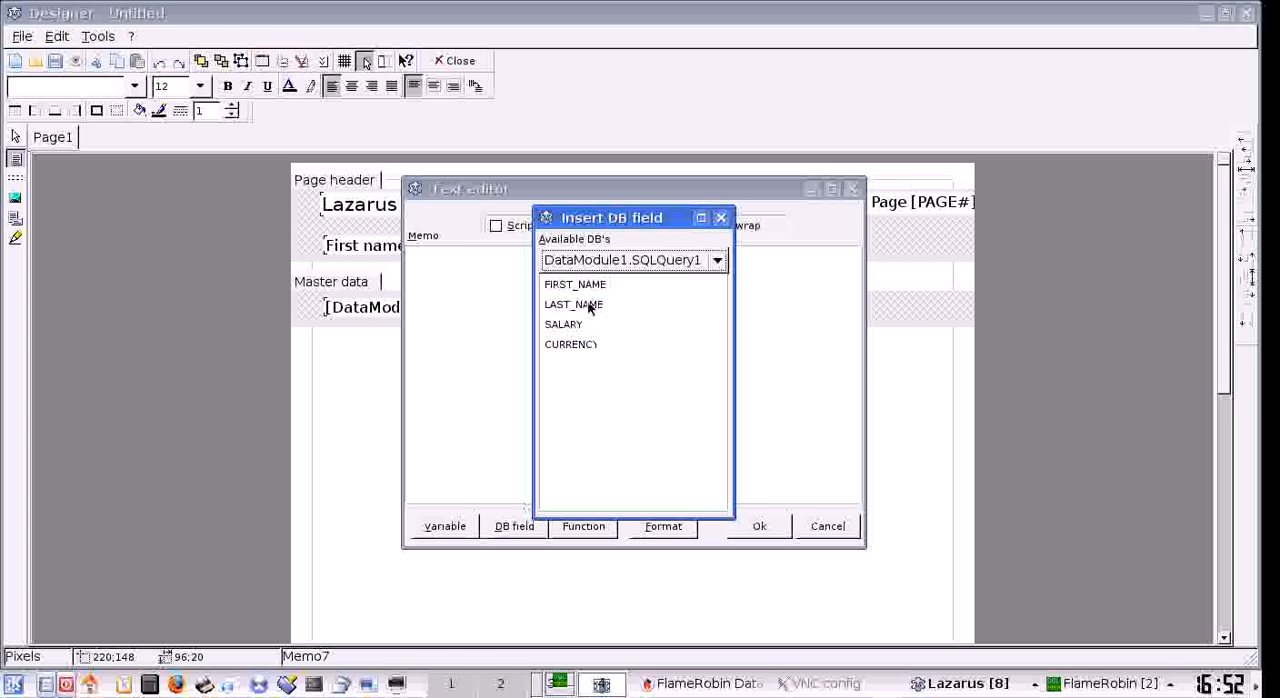 Designer   Untitled
File Edit Tools ?
Close
12 B I U A
1
Page1
Page header
Lazarus
Page [PAGE#]
First name
Master data
[DataMod
Text editor
Scrip
wrap
Memo
Insert DB field
Available DB's
DataModule1.SQLQuery1
FIRST_NAME
LAST_NAME
SALARY
CURRENCY
Variable DB field Function Format Ok Cancel
Pixels 220;148 96;20 Memo7
1 2 FlameRobin Data VNC config Lazarus [8] FlameRobin [2] 16:52